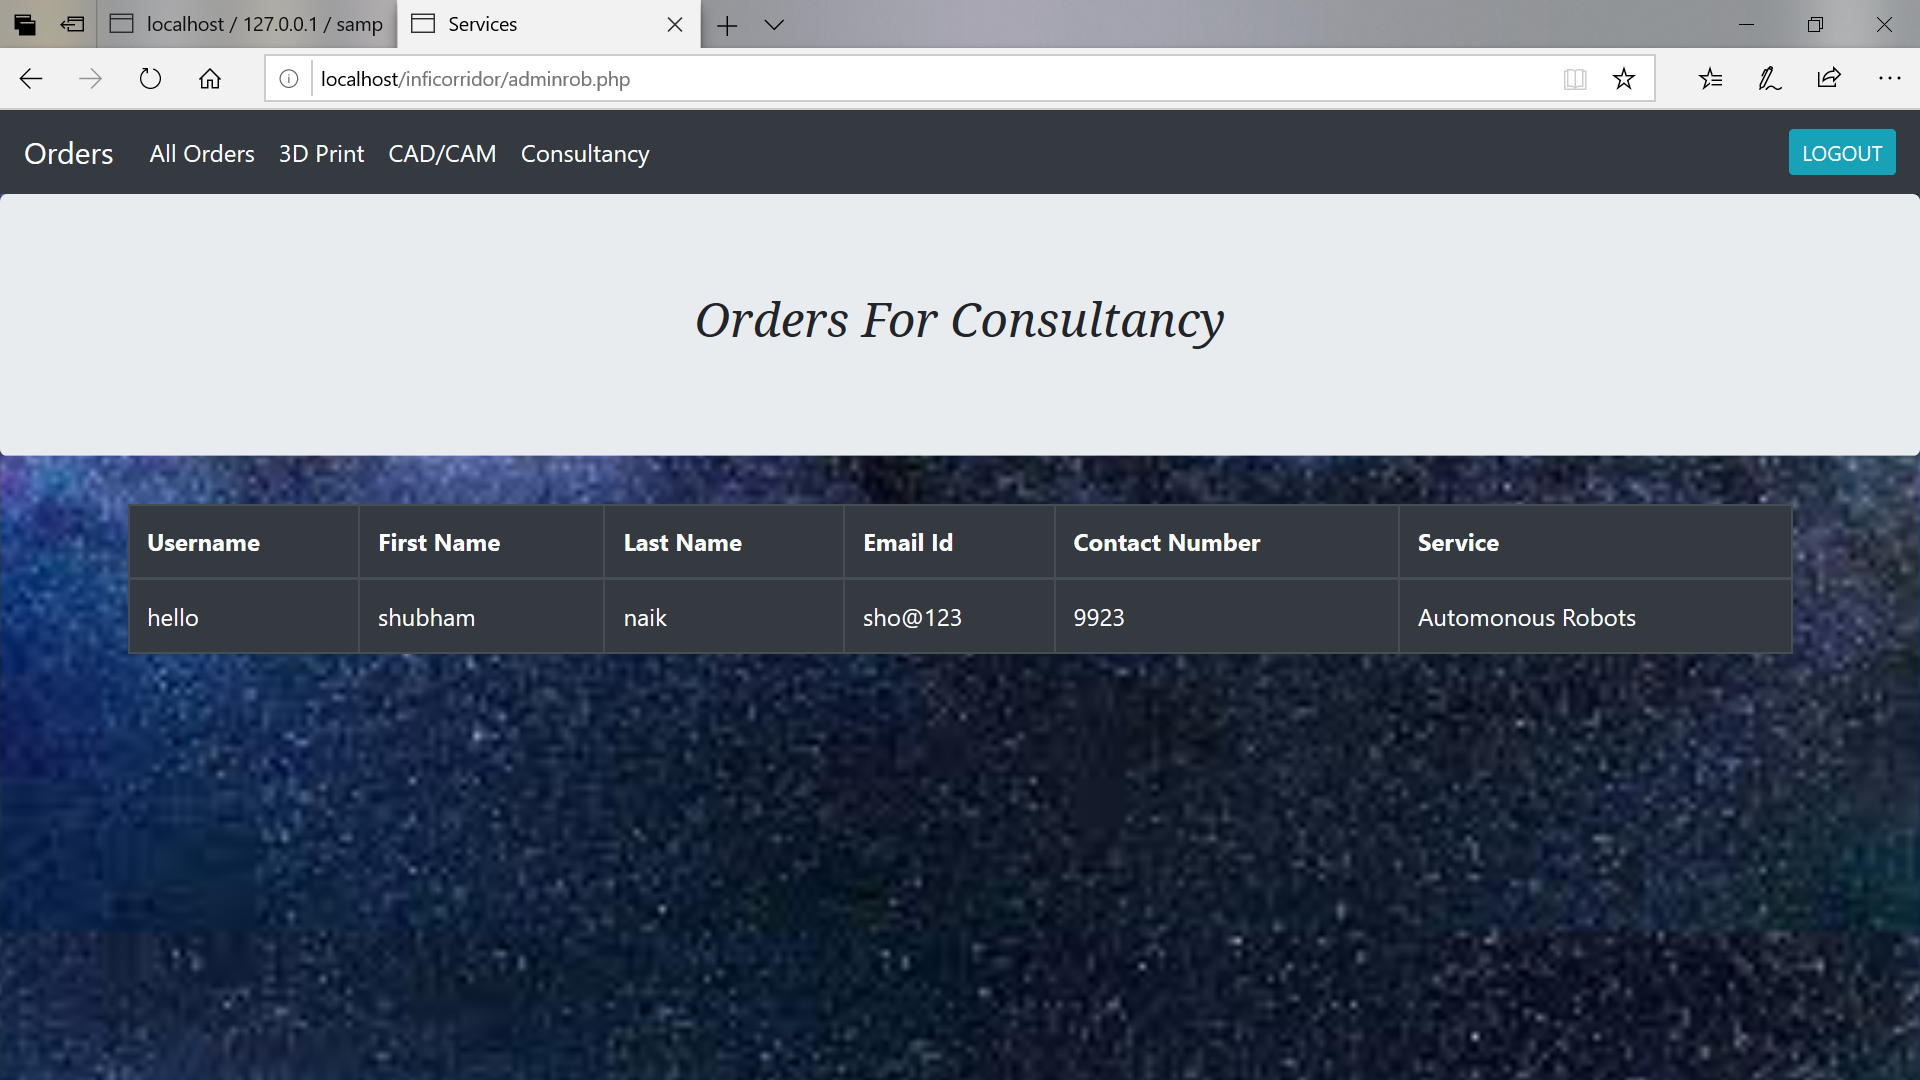 localhost / 127.0.0.1 / samp
Services
localhost/inficorridor/adminrob.php
Orders All Orders 3D Print CAD/CAM Consultancy LOGOUT
Orders For Consultancy
Username First Name Last Name Email Id Contact Number Service
hello shubham naik sho@123 9923 Automonous Robots